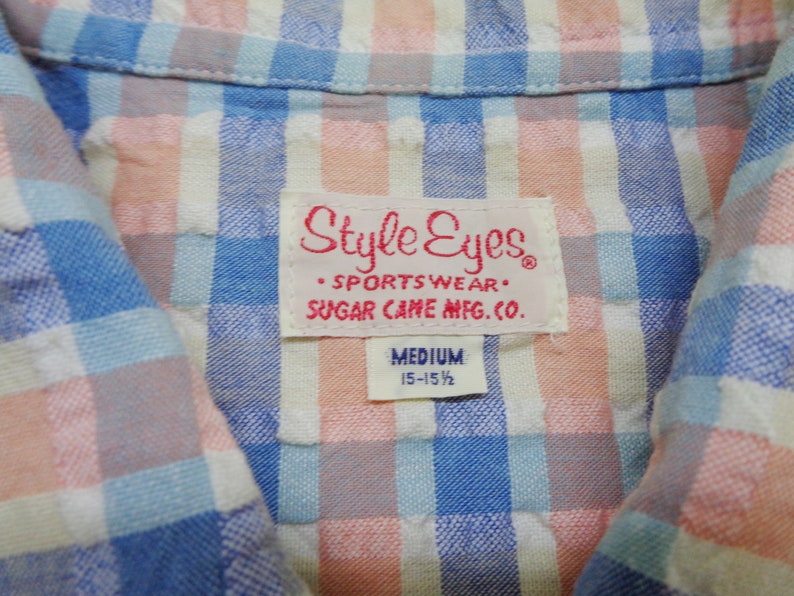 Style Eyes®
• SPORTSWEAR •
SUGAR CANE MFG. CO.
MEDIUM
15-15½